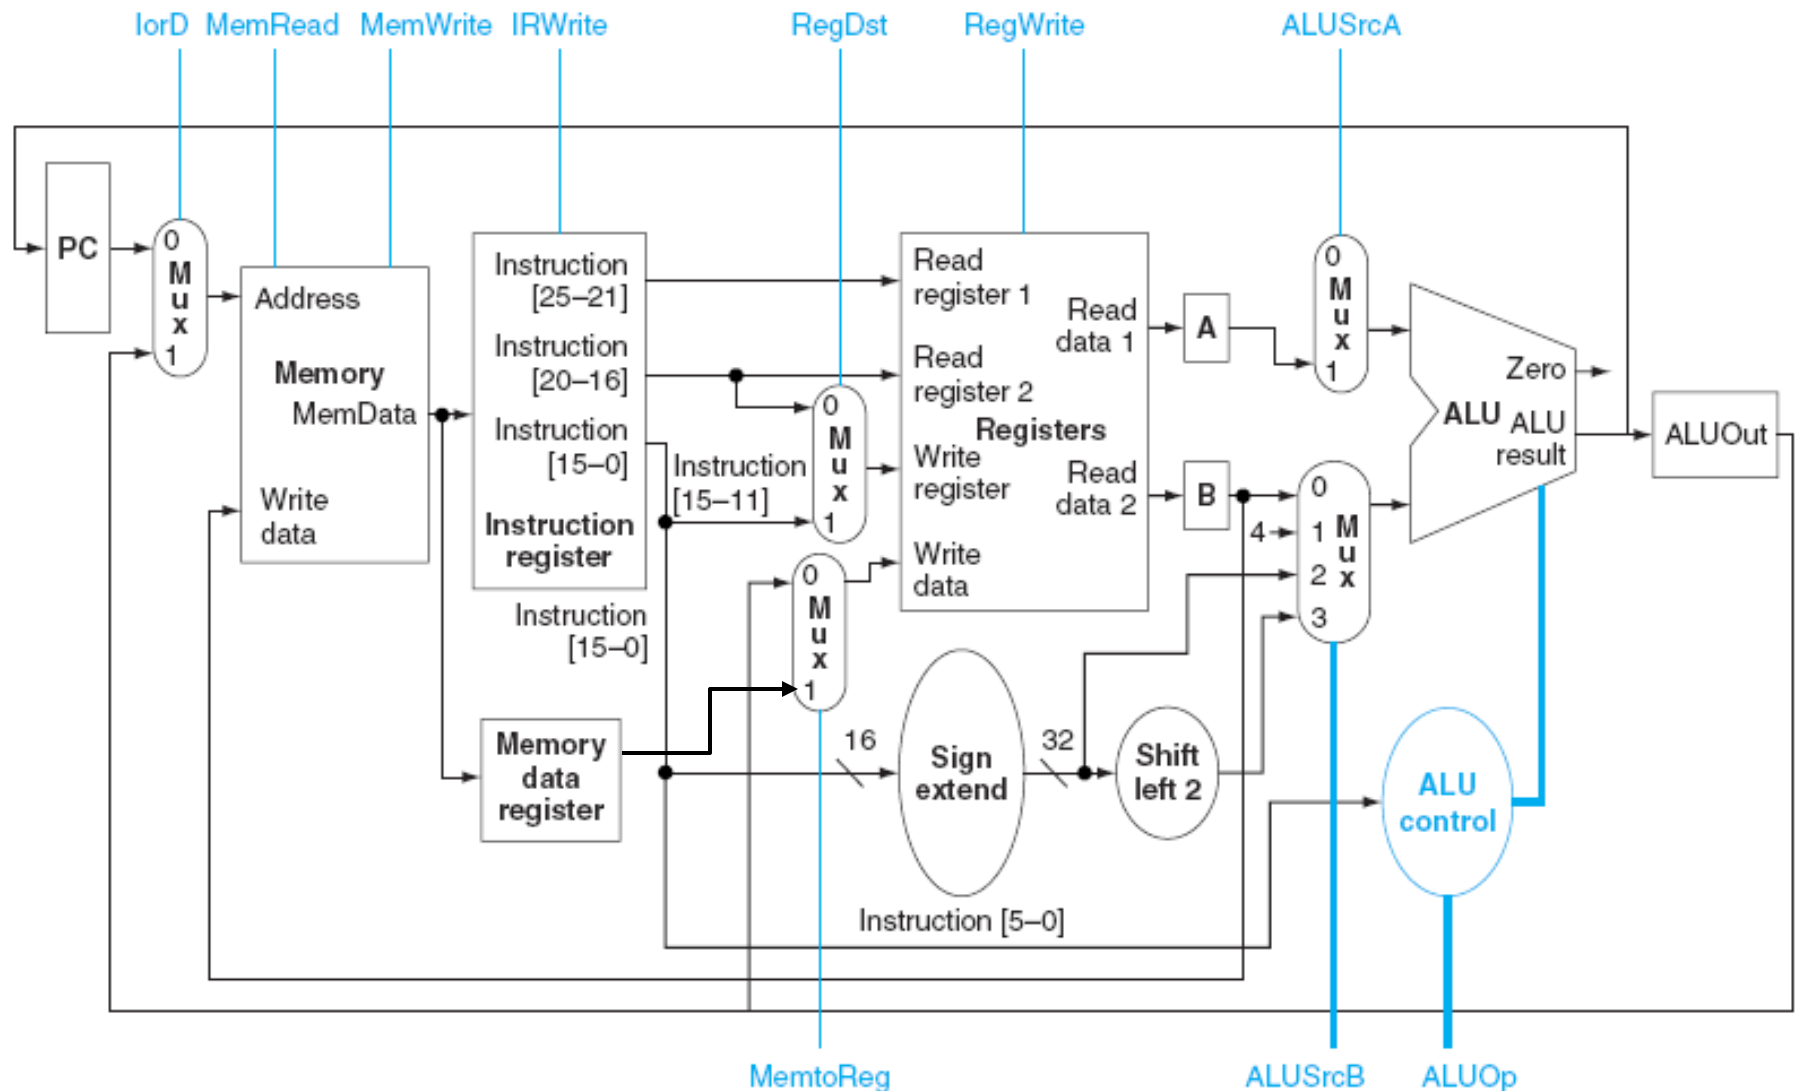 IorD MemRead MemWrite IRWrite RegDst RegWrite ALUSrcA
PC
0
M
u
x
1
Address
Memory
MemData
Write
data
Instruction
[25–21]
Instruction
[20–16]
Instruction
[15–0]
Instruction
register
Instruction
[15–0]
Memory
data
register
Instruction
[15–11]
0
M
u
x
1
0
M
u
x
1
Read
register 1
Read
register 2
Registers
Write
register
Write
data
Read
data 1
Read
data 2
16
Sign
extend
32
Shift
left 2
Instruction [5–0]
A
B
4
0
M
u
x
1
0
1 M
u
2 x
3
Zero
ALU
ALU
result
ALUOut
ALU
control
MemtoReg ALUSrcB ALUOp